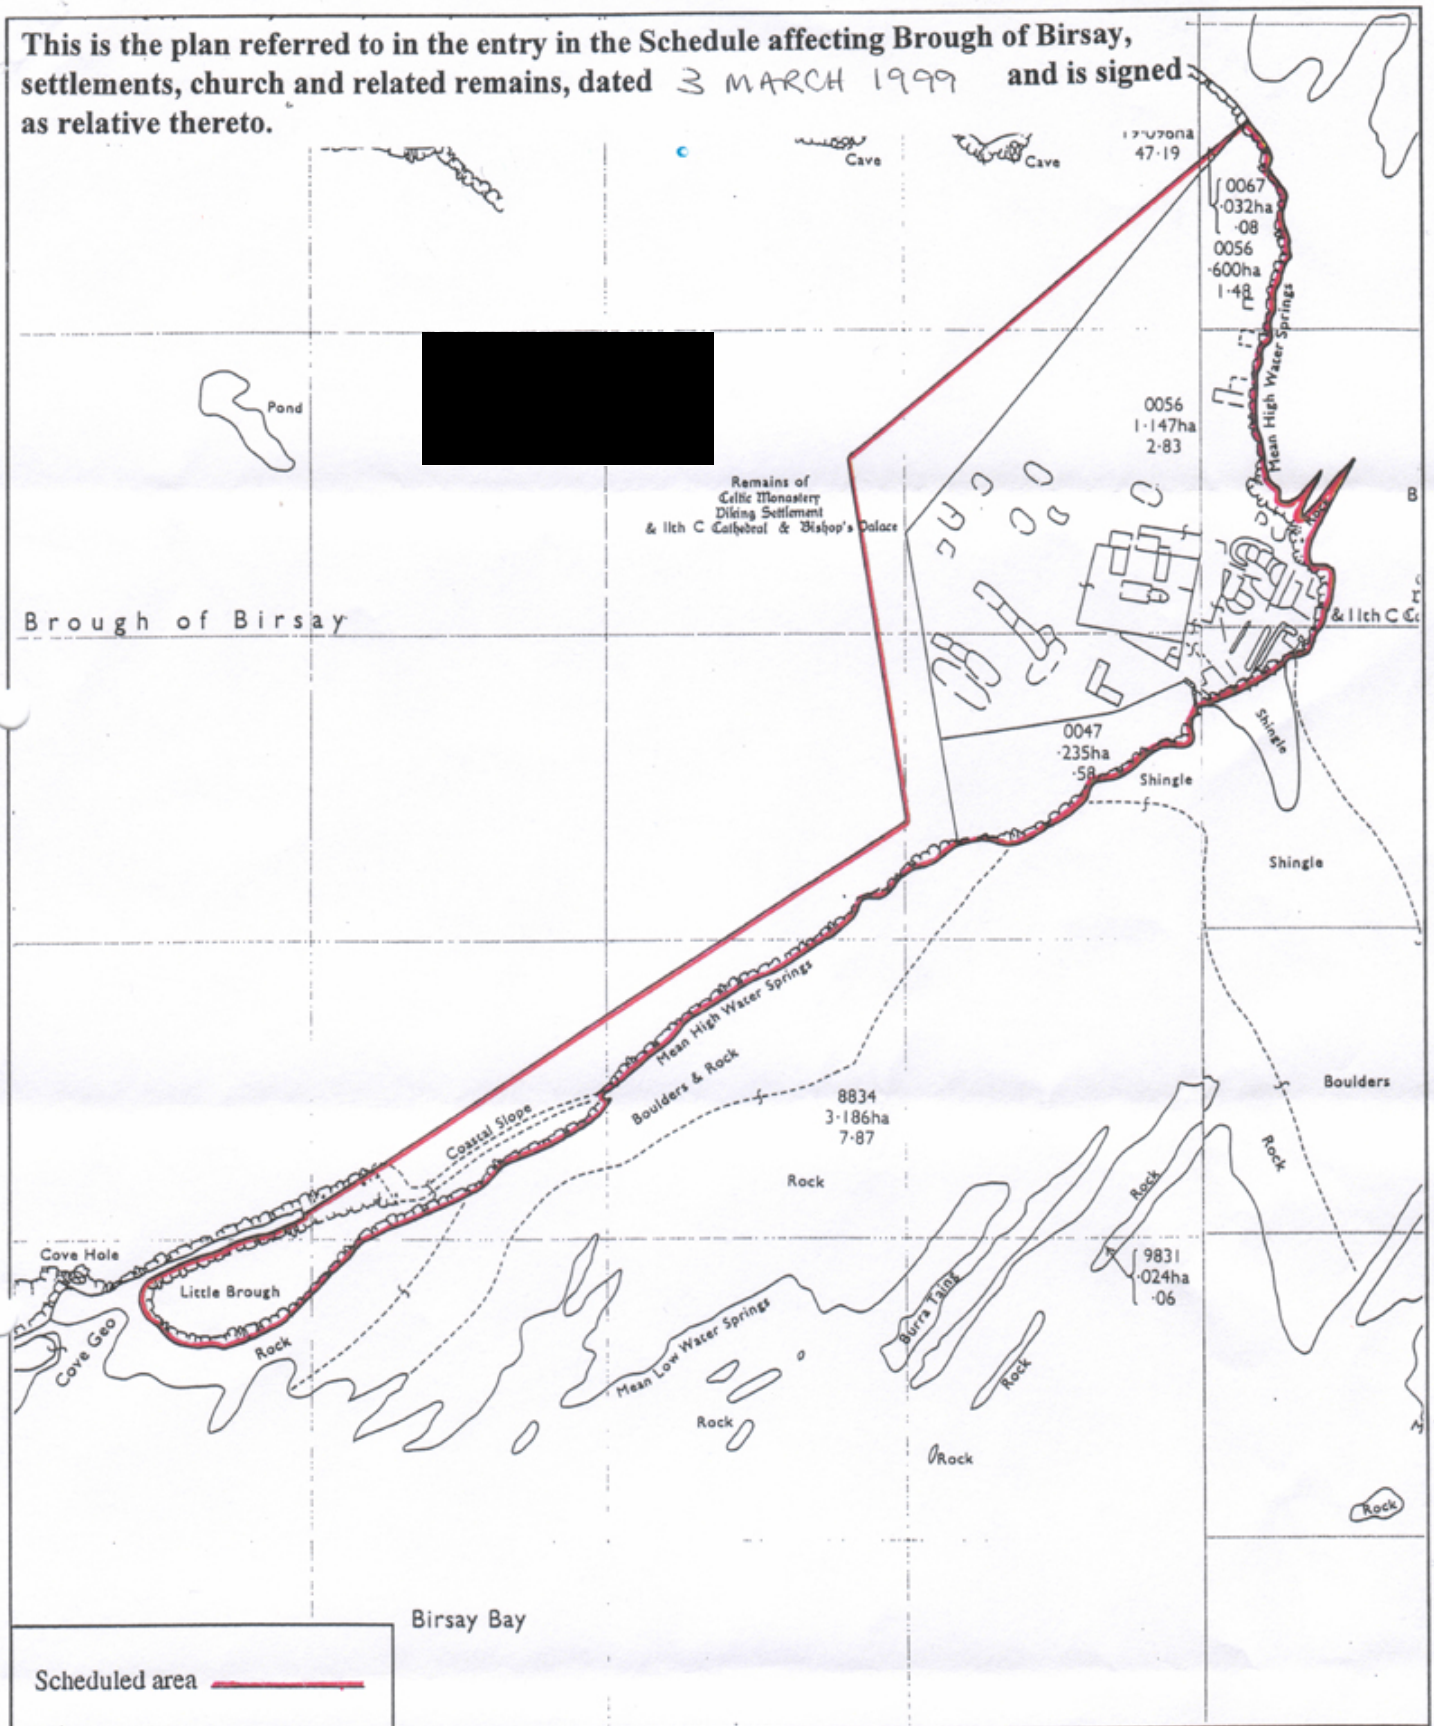 This is the plan referred to in the entry in the Schedule affecting Brough of Birsay,
settlements, church and related remains, dated 3 MARCH 1999 and is signed
as relative thereto.
Cave
Cave
47·19
0067
·032ha
·08
0056
·600ha
1·48
Mean High Water Springs
Pond
0056
1·147ha
2·83
Remains of
Celtic Monastery
Viking Settlement
& 11th C Cathedral & Bishop's Palace
Brough of Birsay
& 11th C
0047
·235ha
·58
Shingle
Shingle
Shingle
Mean High Water Springs
Boulders & Rock
Coastal Slope
8834
3·186ha
7·87
Boulders
Rock
Rock
Rock
Cove Hole
Little Brough
Cove Geo
Rock
9831
·024ha
·06
Burra Taings
Mean Low Water Springs
Rock
Rock
Rock
Rock
Birsay Bay
Scheduled area